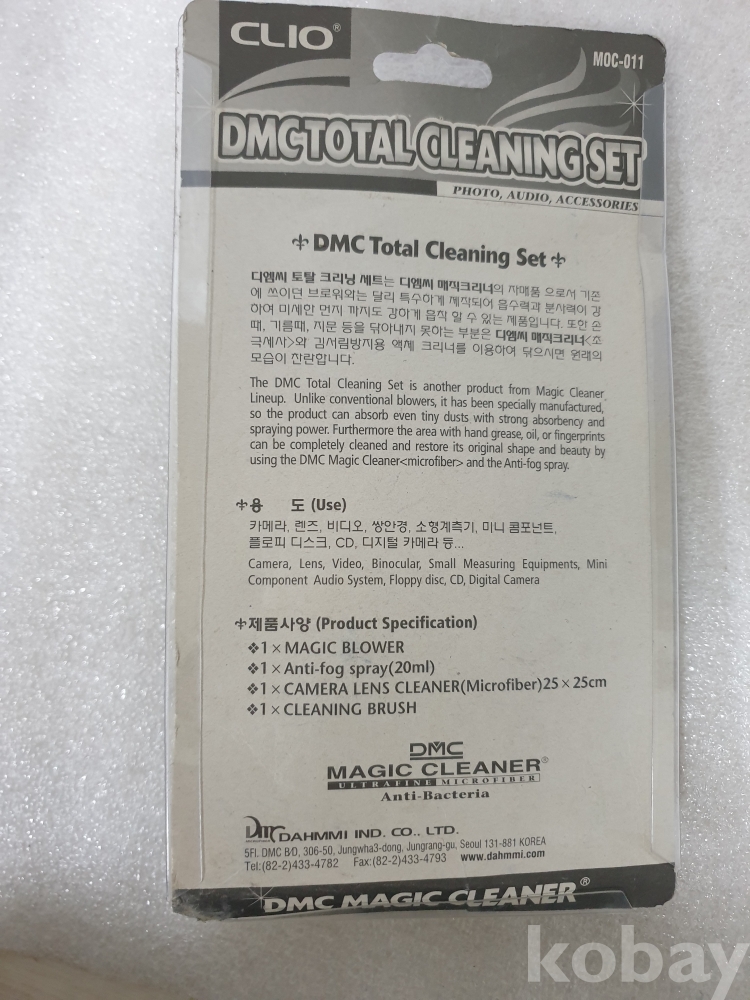 CLIO®
MOC-011
DMC TOTAL CLEANING SET
PHOTO, AUDIO, ACCESSORIES
DMC Total Cleaning Set
디엠씨 토탈 크리닝 세트는 디엠씨 매직크리너의 자매품 으로서 기존
에 쓰이던 브로워와는 달리 특수하게 제작되어 흡수력과 분사력이 강
하여 미세한 먼지 까지도 강하게 흡착 할 수 있는 제품입니다. 또한 손
때, 기름때, 지문 등을 닦아내지 못하는 부분은 디엠씨 매직크리너<초
극세사>와 김서림방지용 액체 크리너를 이용하여 닦으시면 원래의
모습이 찬란합니다.
The DMC Total Cleaning Set is another product from Magic Cleaner
Lineup. Unlike conventional blowers, it has been specially manufactured,
so the product can absorb even tiny dusts with strong absorbency and
spraying power. Furthermore the area with hand grease, oil, or fingerprints
can be completely cleaned and restore its original shape and beauty by
using the DMC Magic Cleaner<microfiber> and the Anti-fog spray.
용 도 (Use)
카메라, 렌즈, 비디오, 쌍안경, 소형계측기, 미니 콤포넌트,
플로피 디스크, CD, 디지털 카메라 등...
Camera, Lens, Video, Binocular, Small Measuring Equipments, Mini
Component Audio System, Floppy disc, CD, Digital Camera
제품사양 (Product Specification)
❖1×MAGIC BLOWER
❖1×Anti-fog spray(20ml)
❖1×CAMERA LENS CLEANER(Microfiber)25×25cm
❖1×CLEANING BRUSH
DMC
MAGIC CLEANER®
ULTRAFINE MICROFIBER
Anti-Bacteria
Dmc DAHMMI IND. CO., LTD.
5Fl. DMC B/D, 306-50, Jungwha3-dong, Jungrang-gu, Seoul 131-881 KOREA
Tel:(82-2)433-4782 Fax:(82-2)433-4793 www.dahmmi.com
DMC MAGIC CLEANER®
kobay